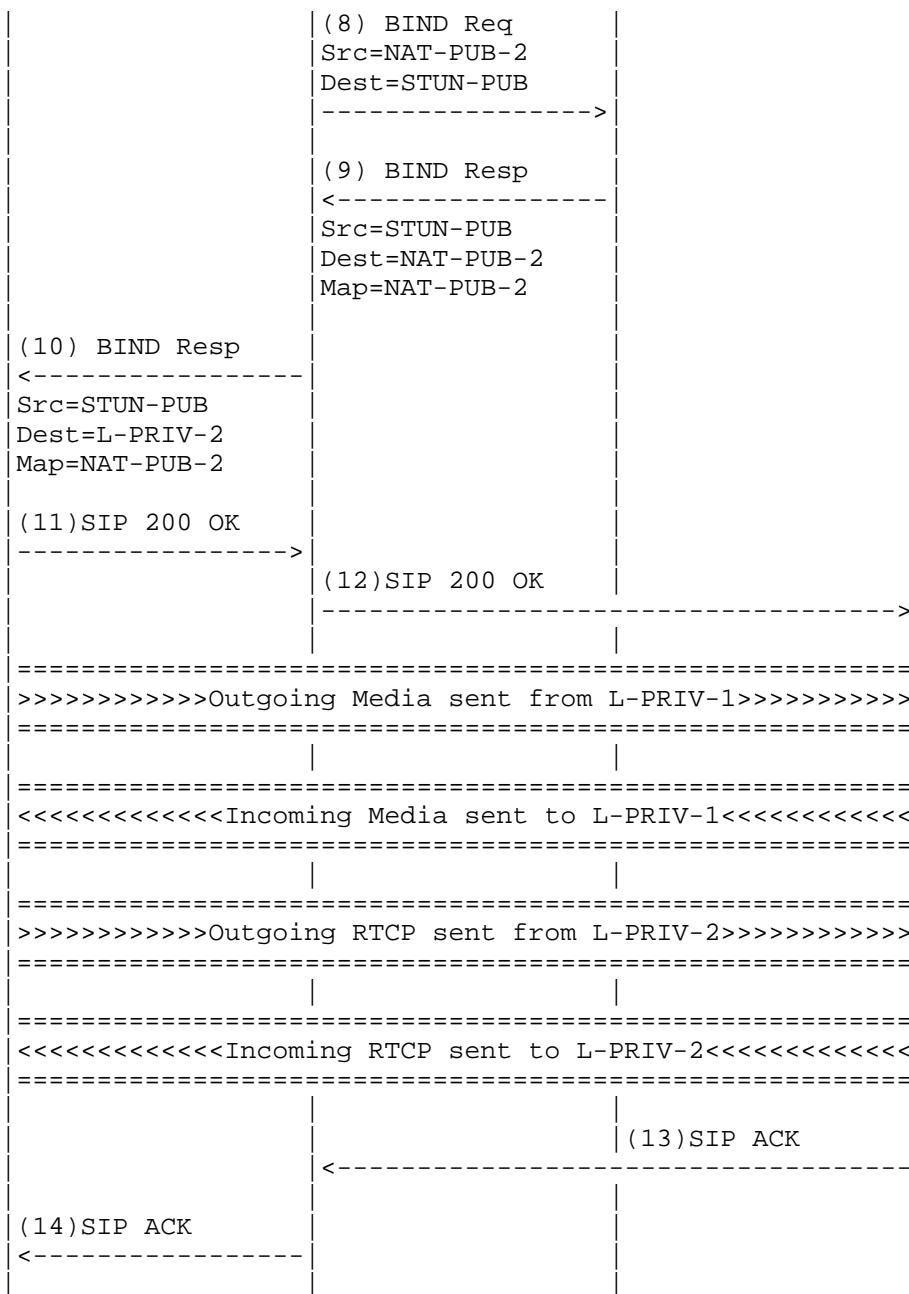 (8) BIND Req
Src=NAT-PUB-2
Dest=STUN-PUB
(9) BIND Resp
Src=STUN-PUB
Dest=NAT-PUB-2
Map=NAT-PUB-2
(10) BIND Resp
Src=STUN-PUB
Dest=L-PRIV-2
Map=NAT-PUB-2
(11)SIP 200 OK
(12)SIP 200 OK
>>>>>>>>>>>>Outgoing Media sent from L-PRIV-1>>>>>>>>>>>
<<<<<<<<<<<<<Incoming Media sent to L-PRIV-1<<<<<<<<<<<<
>>>>>>>>>>>>Outgoing RTCP sent from L-PRIV-2>>>>>>>>>>>>
<<<<<<<<<<<<<Incoming RTCP sent to L-PRIV-2<<<<<<<<<<<<<
(13)SIP ACK
(14)SIP ACK